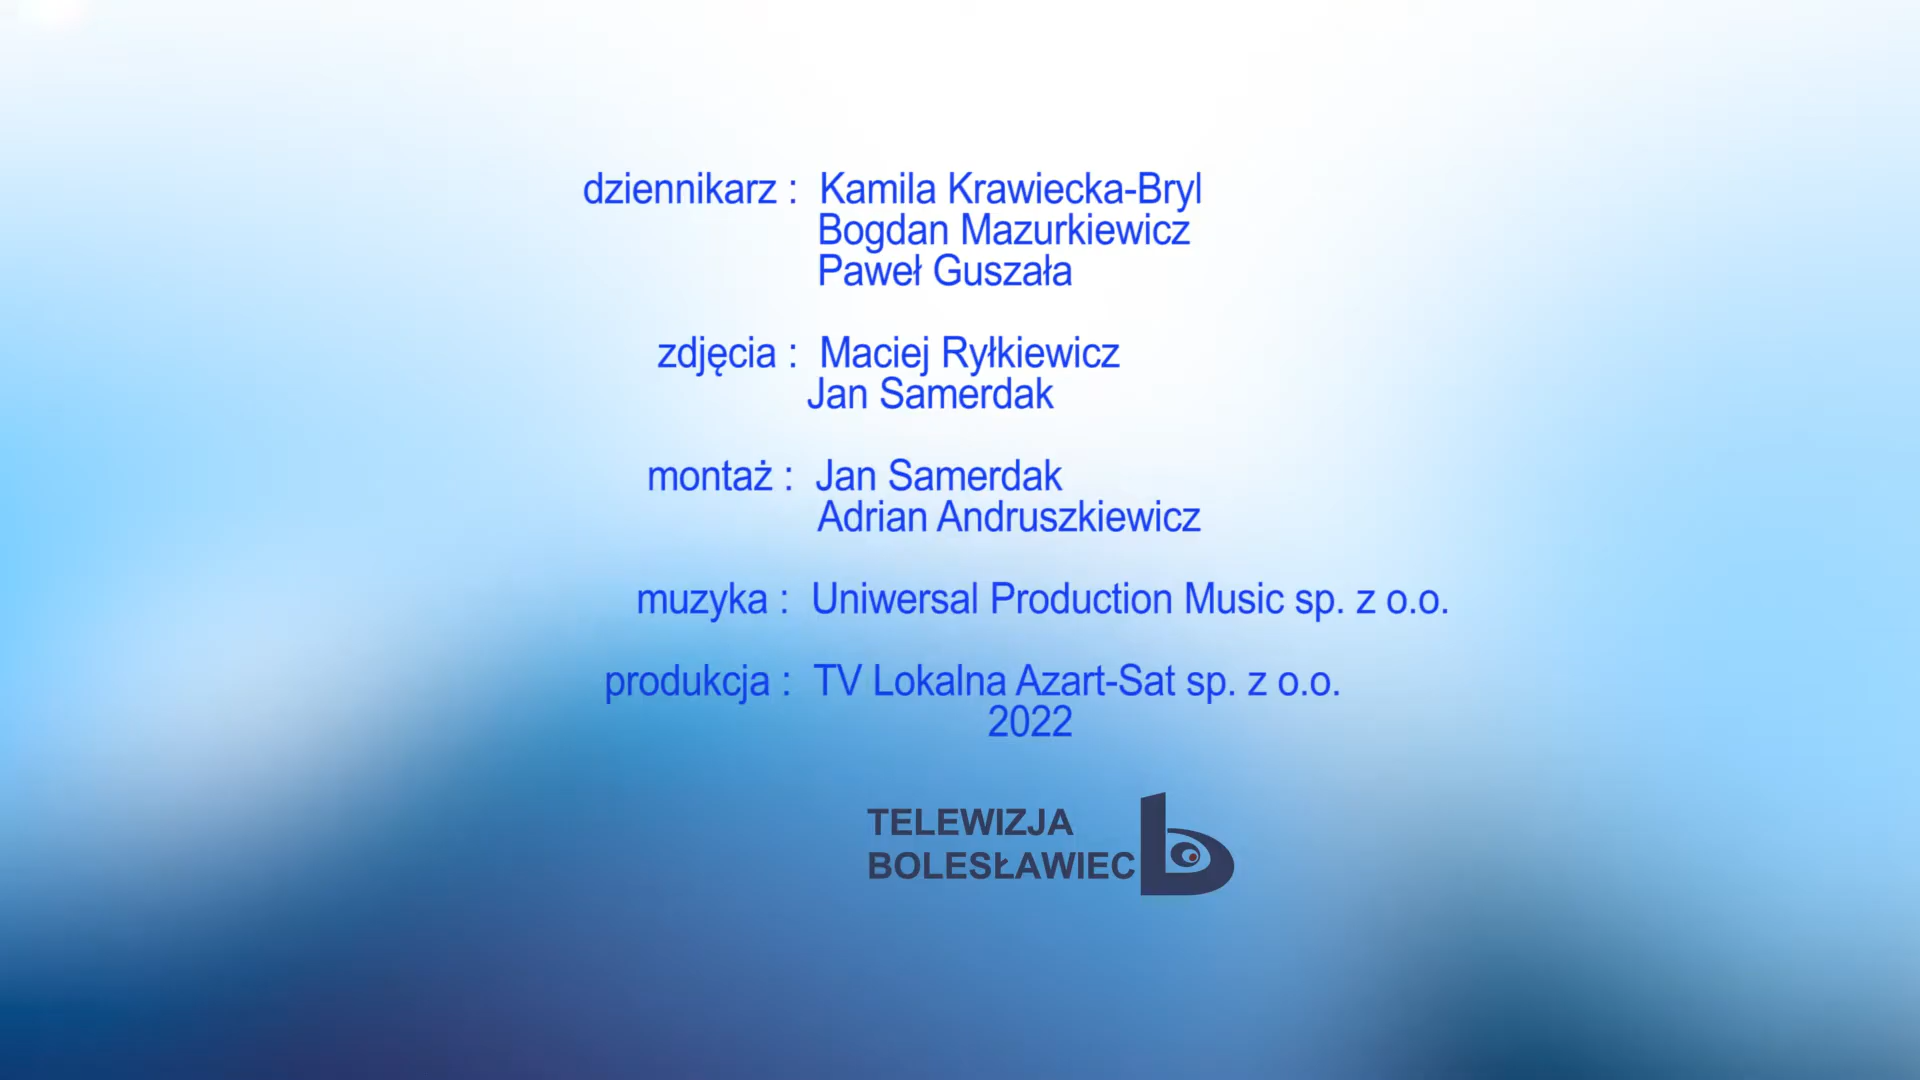 dziennikarz : Kamila Krawiecka-Bryl
Bogdan Mazurkiewicz
Paweł Guszała
zdjęcia : Maciej Ryłkiewicz
Jan Samerdak
montaż : Jan Samerdak
Adrian Andruszkiewicz
muzyka : Uniwersal Production Music sp. z o.o.
produkcja : TV Lokalna Azart-Sat sp. z o.o.
2022
TELEWIZJA
BOLESŁAWIEC